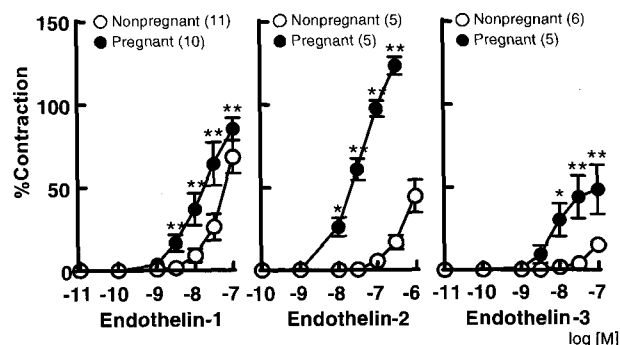 Nonpregnant (11)
Pregnant (10)
Nonpregnant (5)
Pregnant (5)
Nonpregnant (6)
Pregnant (5)
%Contraction
150
100
50
0
** ** ** **
* ** ** **
* ** **
-11 -10 -9 -8 -7
-10 -9 -8 -7 -6
-11 -10 -9 -8 -7
Endothelin-1
Endothelin-2
Endothelin-3
log [M]